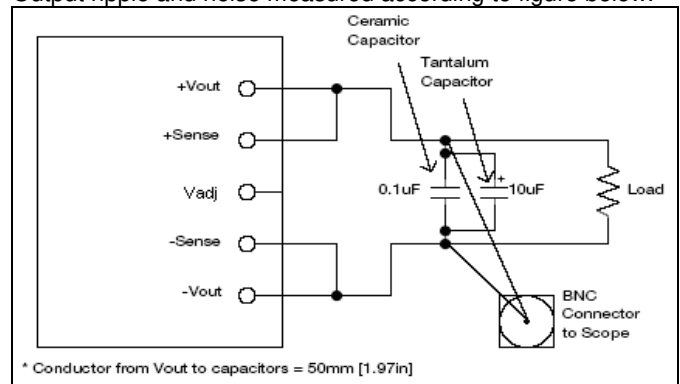 Output ripple and noise measured according to figure below.
Ceramic
Capacitor
Tantalum
Capacitor
+Vout
+Sense
Vadj
-Sense
-Vout
0.1uF
+
10uF
Load
BNC
Connector
to Scope
* Conductor from Vout to capacitors = 50mm [1.97in]